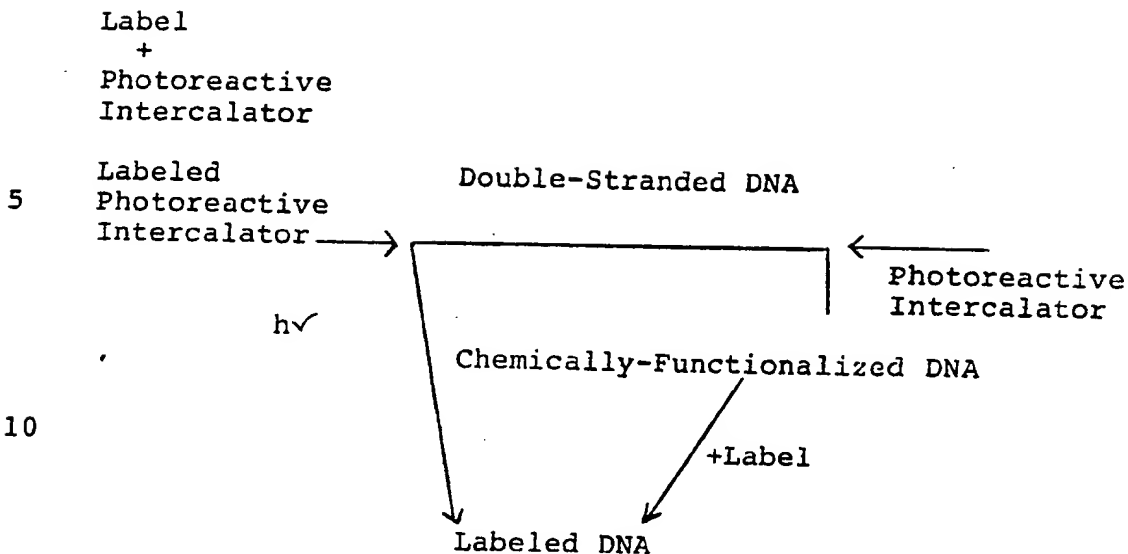 Label
+
Photoreactive
Intercalator
Labeled
Double-Stranded DNA
5 Photoreactive
Intercalator
Photoreactive
Intercalator
h✓
Chemically-Functionalized DNA
10
+Label
Labeled DNA